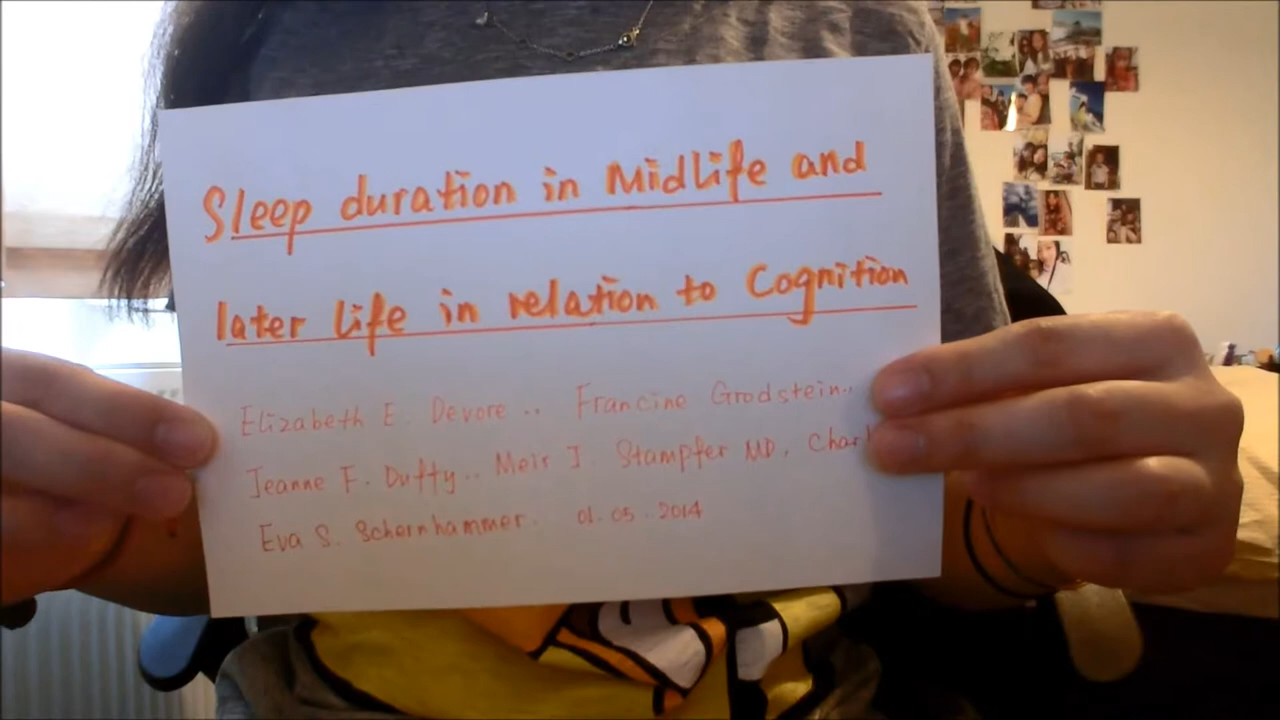 Sleep duration in Midlife and
later life in relation to Cognition
Elizabeth E. Devore .. Francine Grodstein..
Jeanne F. Duffy.. Meir J. Stampfer MD, Charl
Eva S. Schernhammer. 01.05.2014